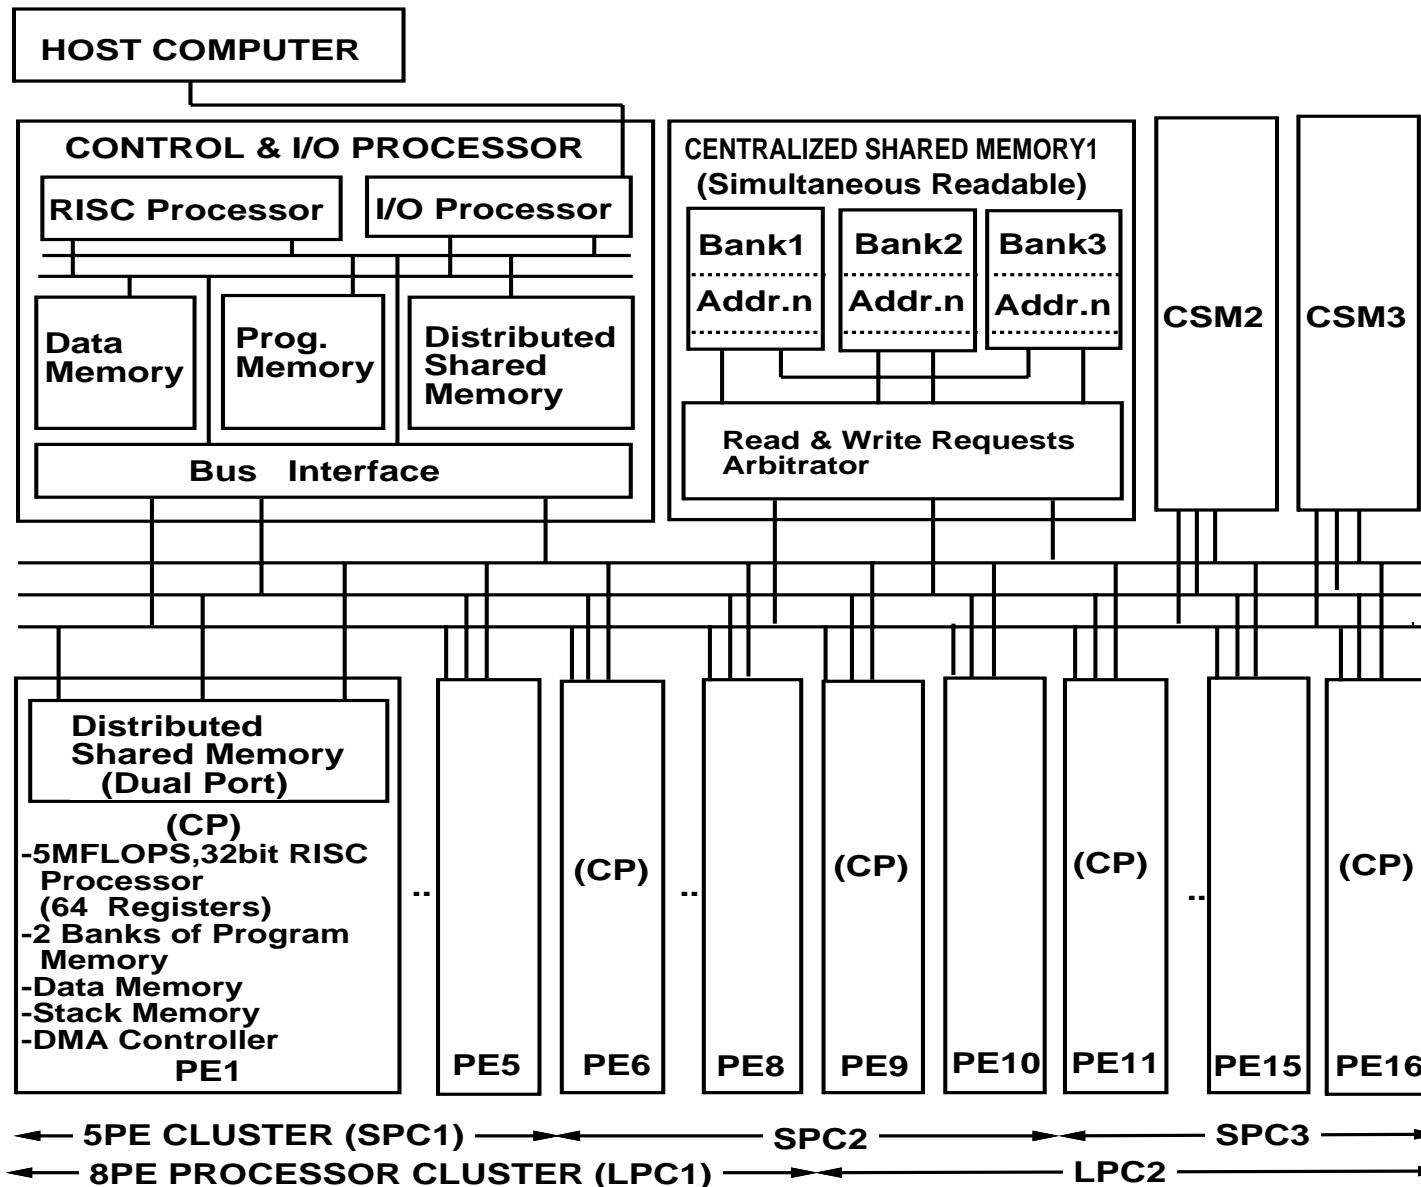 HOST COMPUTER
CONTROL & I/O PROCESSOR
RISC Processor
I/O Processor
Data
Memory
Prog.
Memory
Distributed
Shared
Memory
Bus Interface
CENTRALIZED SHARED MEMORY1
(Simultaneous Readable)
Bank1
Addr.n
Bank2
Addr.n
Bank3
Addr.n
Read & Write Requests
Arbitrator
CSM2
CSM3
Distributed
Shared Memory
(Dual Port)
(CP)
-5MFLOPS,32bit RISC
Processor
(64 Registers)
-2 Banks of Program
Memory
-Data Memory
-Stack Memory
-DMA Controller
PE1
..
PE5
(CP)
PE6
..
PE8
(CP)
PE9
PE10
(CP)
PE11
..
PE15
(CP)
PE16
5PE CLUSTER (SPC1)
SPC2
SPC3
8PE PROCESSOR CLUSTER (LPC1)
LPC2